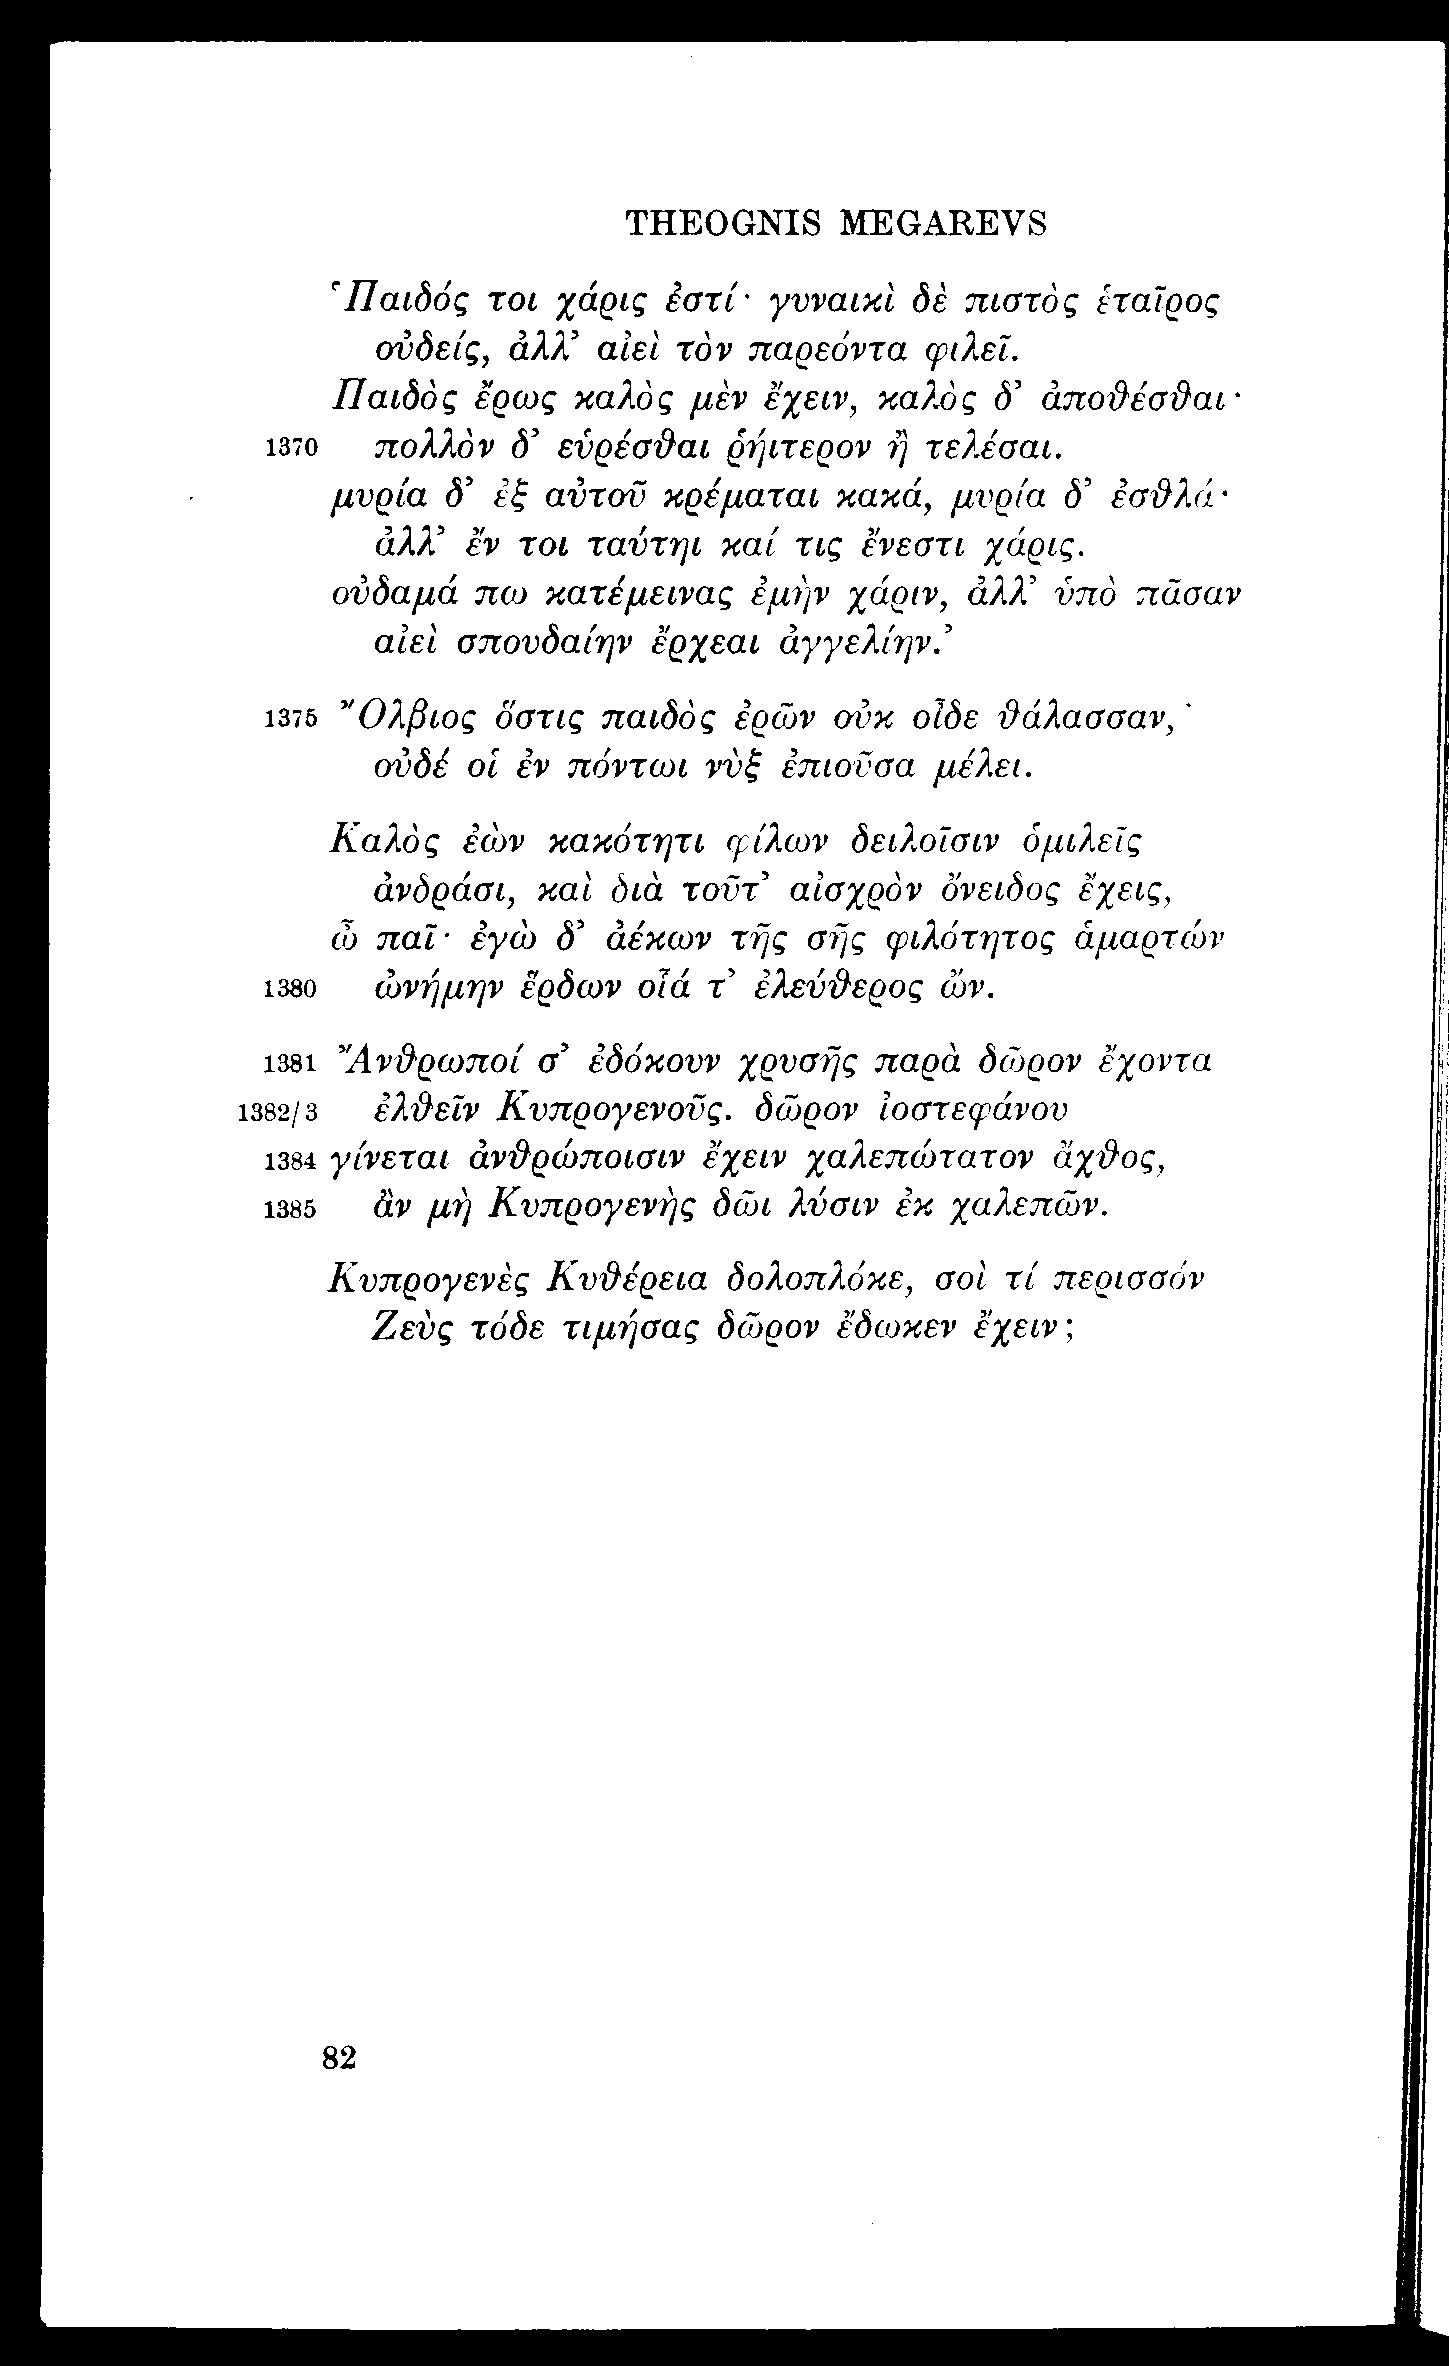 THEOGNIS MEGAREVS
‘Παιδός τοι χάρις ἐστί· γυναικὶ δὲ πιστὸς ἑταῖρος
οὐδείς, ἀλλ’ αἰεὶ τὸν παρεόντα φιλεῖ.
Παιδὸς ἔρως καλὸς μὲν ἔχειν, καλὸς δ’ ἀποθέσθαι·
1370 πολλὸν δ’ εὑρέσθαι ῥήιτερον ἢ τελέσαι.
μυρία δ’ ἐξ αὐτοῦ κρέμαται κακά, μυρία δ’ ἐσθλά·
ἀλλ’ ἔν τοι ταύτηι καί τις ἔνεστι χάρις.
οὐδαμά πω κατέμεινας ἐμὴν χάριν, ἀλλ’ ὑπὸ πᾶσαν
αἰεὶ σπουδαίην ἔρχεαι ἀγγελίην.’
1375 Ὄλβιος ὅστις παιδὸς ἐρῶν οὐκ οἶδε θάλασσαν,
οὐδέ οἱ ἐν πόντωι νὺξ ἐπιοῦσα μέλει.
Καλὸς ἐὼν κακότητι φίλων δειλοῖσιν ὁμιλεῖς
ἀνδράσι, καὶ διὰ τοῦτ’ αἰσχρὸν ὄνειδος ἔχεις,
ὦ παῖ· ἐγὼ δ’ ἀέκων τῆς σῆς φιλότητος ἁμαρτών
1380 ὠνήμην ἔρδων οἷά τ’ ἐλεύθερος ὤν.
1381 Ἄνθρωποί σ’ ἐδόκουν χρυσῆς παρὰ δῶρον ἔχοντα
1382/3 ἐλθεῖν Κυπρογενοῦς. δῶρον ἰοστεφάνου
1384 γίνεται ἀνθρώποισιν ἔχειν χαλεπώτατον ἄχθος,
1385 ἂν μὴ Κυπρογενὴς δῶι λύσιν ἐκ χαλεπῶν.
Κυπρογενὲς Κυθέρεια δολοπλόκε, σοὶ τί περισσόν
Ζεὺς τόδε τιμήσας δῶρον ἔδωκεν ἔχειν;
82